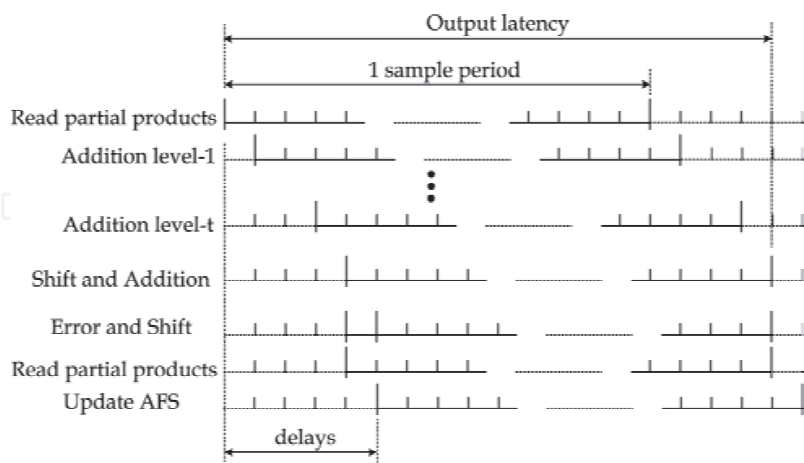 Output latency
1 sample period
Read partial products
Addition level-1
Addition level-t
Shift and Addition
Error and Shift
Read partial products
Update AFS
delays